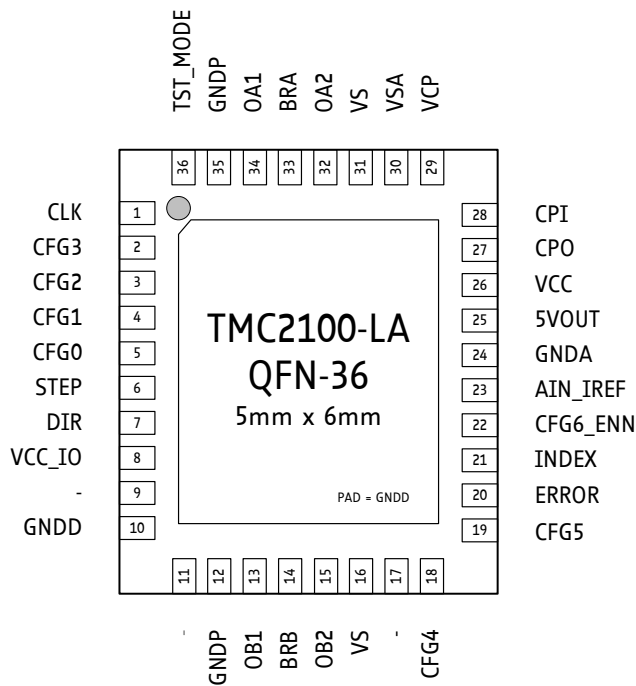 TST_MODE GNDP OA1 BRA OA2 VS VSA VCP
36 35 34 33 32 31 30 29
CLK 1 28 CPI
CFG3 2 27 CPO
CFG2 3 26 VCC
CFG1 4 25 5VOUT
CFG0 5 24 GNDA
STEP 6 23 AIN_IREF
DIR 7 22 CFG6_ENN
VCC_IO 8 21 INDEX
- 9 20 ERROR
GNDD 10 19 CFG5
TMC2100-LA
QFN-36
5mm x 6mm
PAD = GNDD
11 12 13 14 15 16 17 18
- GNDP OB1 BRB OB2 VS - CFG4